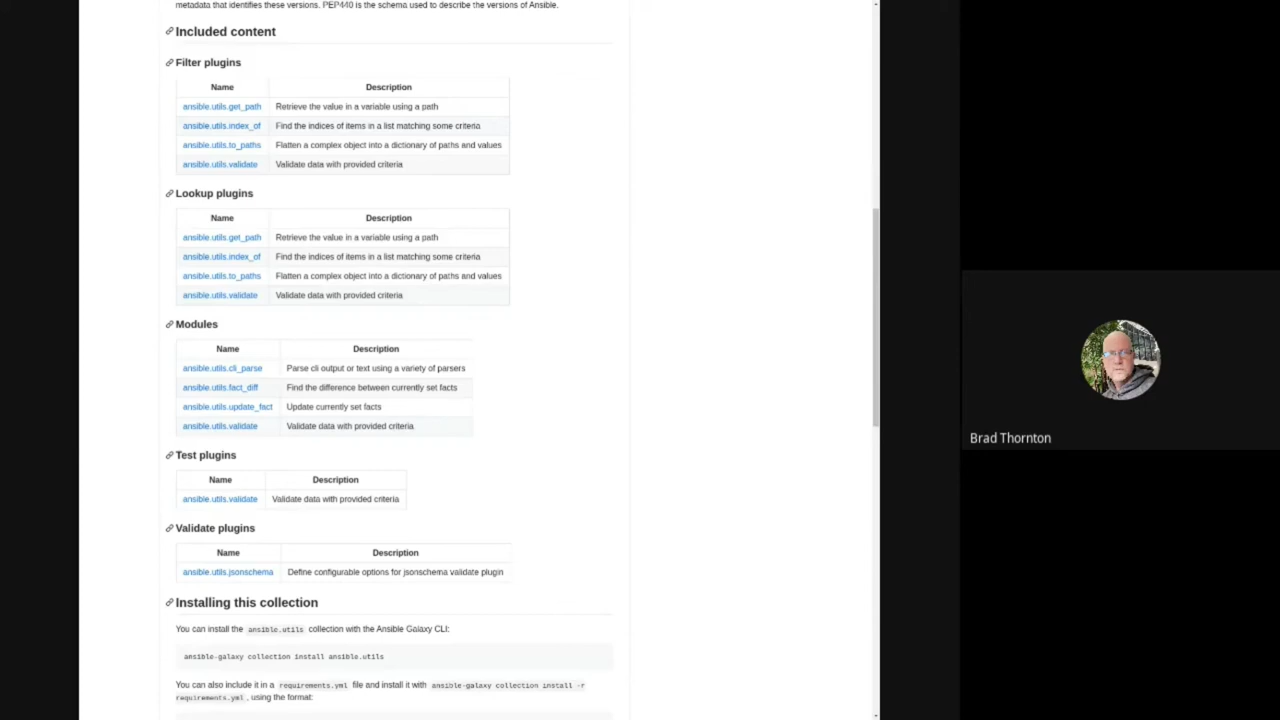 metadata that identifies these versions. PEP440 is the schema used to describe the versions of Ansible.
Included content
Filter plugins
Name Description
ansible.utils.get_path Retrieve the value in a variable using a path
ansible.utils.index_of Find the indices of items in a list matching some criteria
ansible.utils.to_paths Flatten a complex object into a dictionary of paths and values
ansible.utils.validate Validate data with provided criteria
Lookup plugins
Name Description
ansible.utils.get_path Retrieve the value in a variable using a path
ansible.utils.index_of Find the indices of items in a list matching some criteria
ansible.utils.to_paths Flatten a complex object into a dictionary of paths and values
ansible.utils.validate Validate data with provided criteria
Modules
Name Description
ansible.utils.cli_parse Parse cli output or text using a variety of parsers
ansible.utils.fact_diff Find the difference between currently set facts
ansible.utils.update_fact Update currently set facts
ansible.utils.validate Validate data with provided criteria
Test plugins
Name Description
ansible.utils.validate Validate data with provided criteria
Validate plugins
Name Description
ansible.utils.jsonschema Define configurable options for jsonschema validate plugin
Installing this collection
You can install the ansible.utils collection with the Ansible Galaxy CLI:
ansible-galaxy collection install ansible.utils
You can also include it in a requirements.yml file and install it with ansible-galaxy collection install -r
requirements.yml, using the format:
Brad Thornton